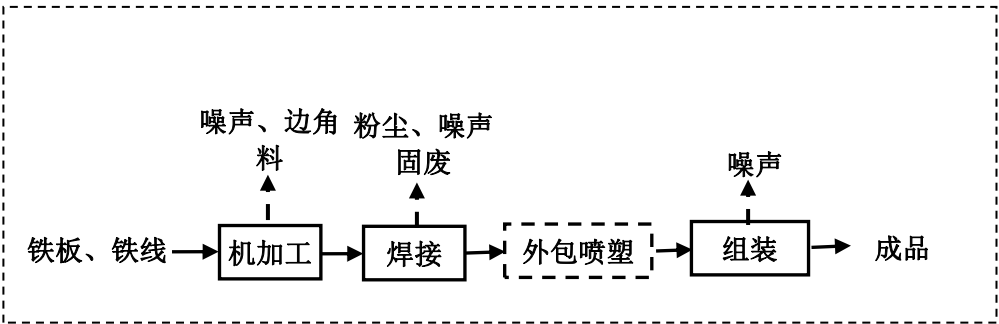 噪声、边角
料
粉尘、噪声
固废
噪声
铁板、铁线
机加工
焊接
外包喷塑
组装
成品